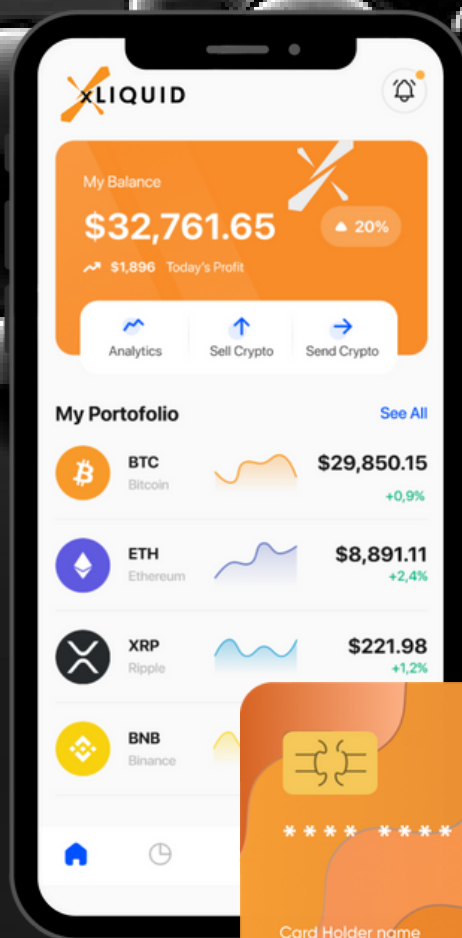 xLIQUID
My Balance
$32,761.65
20%
$1,896 Today's Profit
Analytics Sell Crypto Send Crypto
My Portofolio See All
BTC $29,850.15
Bitcoin +0,9%
ETH $8,891.11
Ethereum +2,4%
XRP $221.98
Ripple +1,2%
BNB
Binance
**** ****
Card Holder name